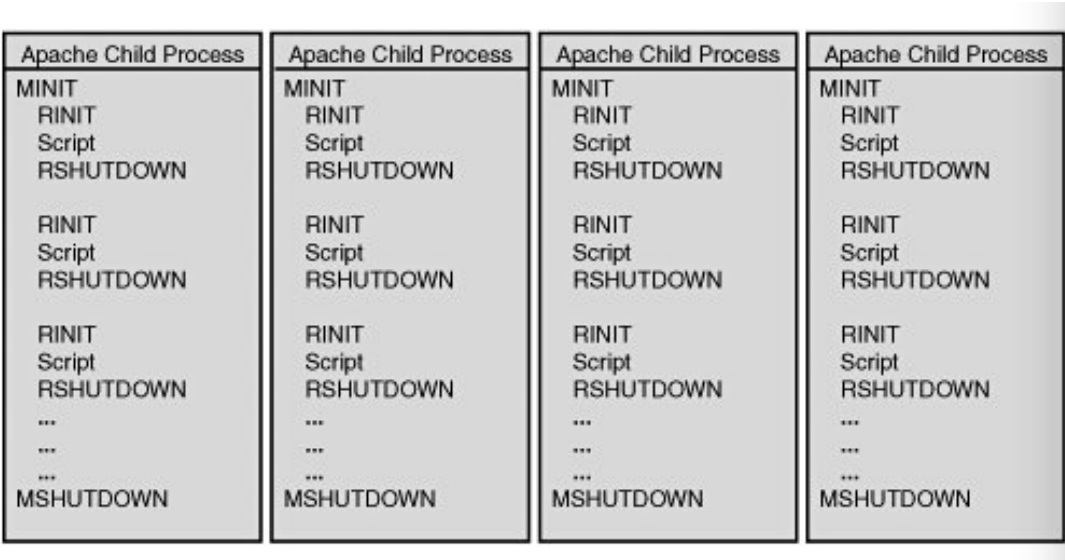 Apache Child Process
MINIT
RINIT
Script
RSHUTDOWN
RINIT
Script
RSHUTDOWN
RINIT
Script
RSHUTDOWN
...
...
...
MSHUTDOWN
Apache Child Process
MINIT
RINIT
Script
RSHUTDOWN
RINIT
Script
RSHUTDOWN
RINIT
Script
RSHUTDOWN
...
...
...
MSHUTDOWN
Apache Child Process
MINIT
RINIT
Script
RSHUTDOWN
RINIT
Script
RSHUTDOWN
RINIT
Script
RSHUTDOWN
...
...
...
MSHUTDOWN
Apache Child Process
MINIT
RINIT
Script
RSHUTDOWN
RINIT
Script
RSHUTDOWN
RINIT
Script
RSHUTDOWN
...
...
...
MSHUTDOWN